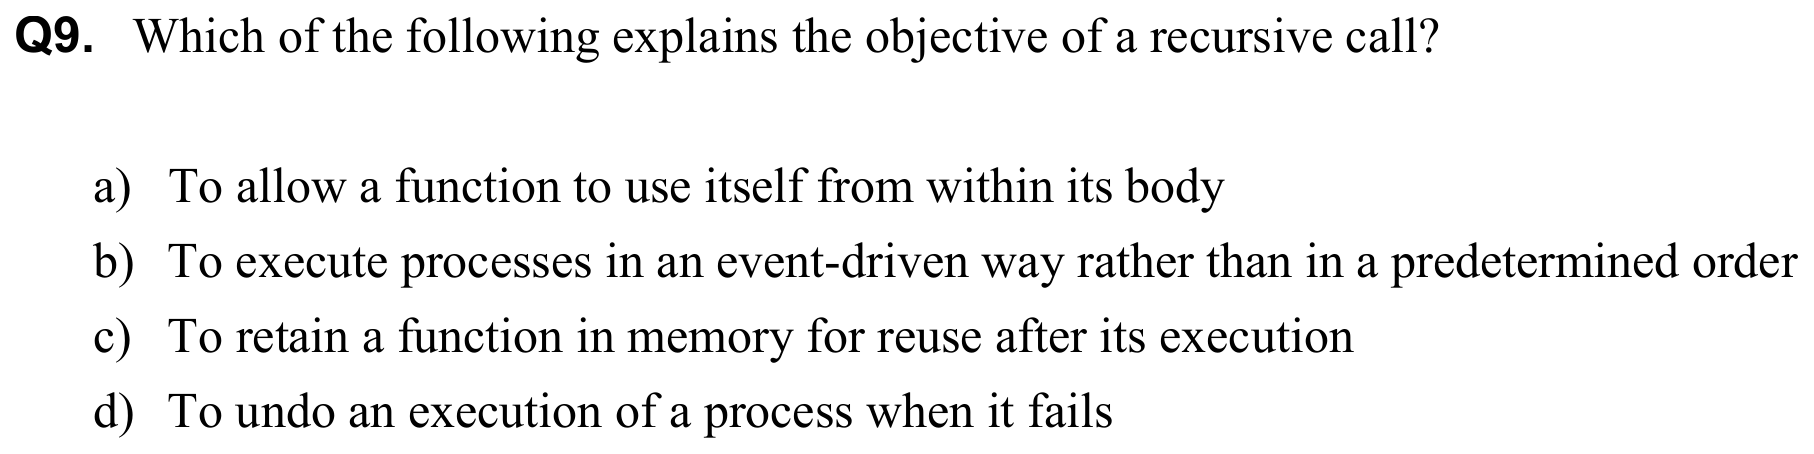 Q9. Which of the following explains the objective of a recursive call?
a) To allow a function to use itself from within its body
b) To execute processes in an event-driven way rather than in a predetermined order
c) To retain a function in memory for reuse after its execution
d) To undo an execution of a process when it fails